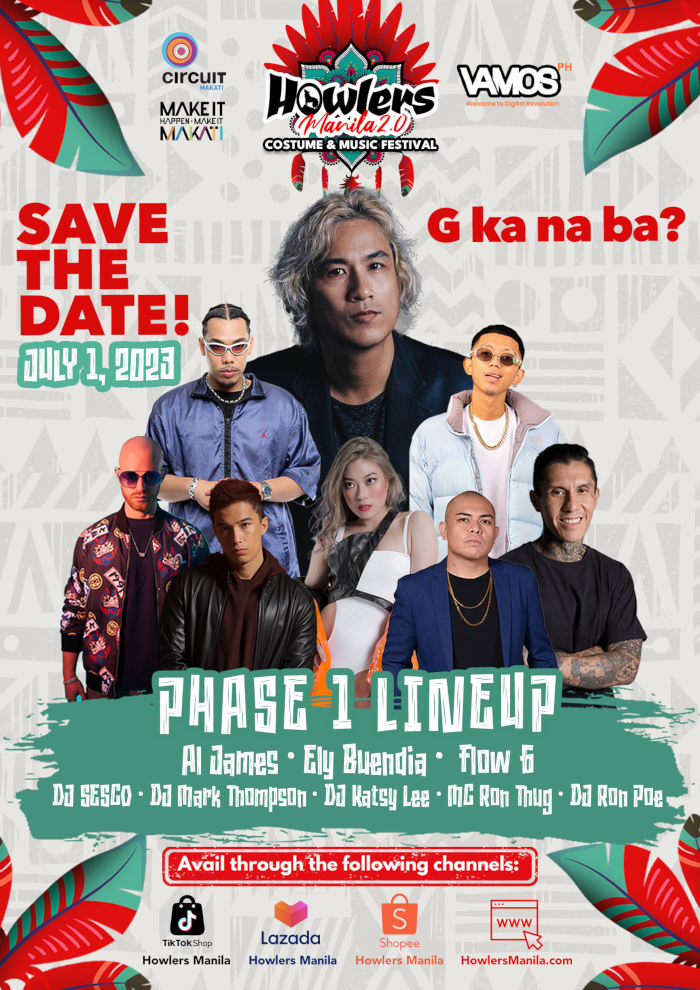 CIRCUIT
MAKATI
MAKE IT
HAPPEN · MAKE IT
MAKATI
Howlers
Manila 2.0
COSTUME & MUSIC FESTIVAL
VAMOS PH
Welcome to Digital Revolution
SAVE
THE
DATE!
JULY 1, 2023
G ka na ba?
PHASE 1 LINEUP
Al James · Ely Buendia · Flow G
DJ SESCO · DJ Mark Thompson · DJ Katsy Lee · MC Ron Thug · DJ Ron Poe
Avail through the following channels:
TikTok Shop
Howlers Manila
Lazada
Howlers Manila
Shopee
Howlers Manila
www
HowlersManila.com